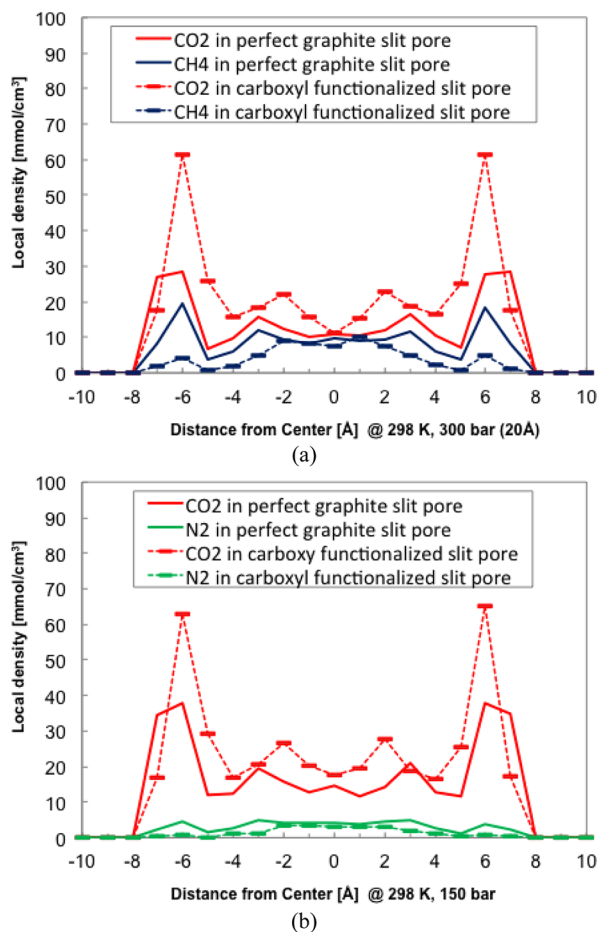 (a)
100
90
80
70
60
50
40
30
20
10
0
Local density [mmol/cm³]
CO2 in perfect graphite slit pore
CH4 in perfect graphite slit pore
CO2 in carboxyl functionalized slit pore
CH4 in carboxyl functionalized slit pore
-10 -8 -6 -4 -2 0 2 4 6 8 10
Distance from Center [Å] @ 298 K, 300 bar (20Å)
(a)
100
90
80
70
60
50
40
30
20
10
0
Local density [mmol/cm³]
CO2 in perfect graphite slit pore
N2 in perfect graphite slit pore
CO2 in carboxy functionalized slit pore
N2 in carboxyl functionalized slit pore
-10 -8 -6 -4 -2 0 2 4 6 8 10
Distance from Center [Å] @ 298 K, 150 bar
(b)